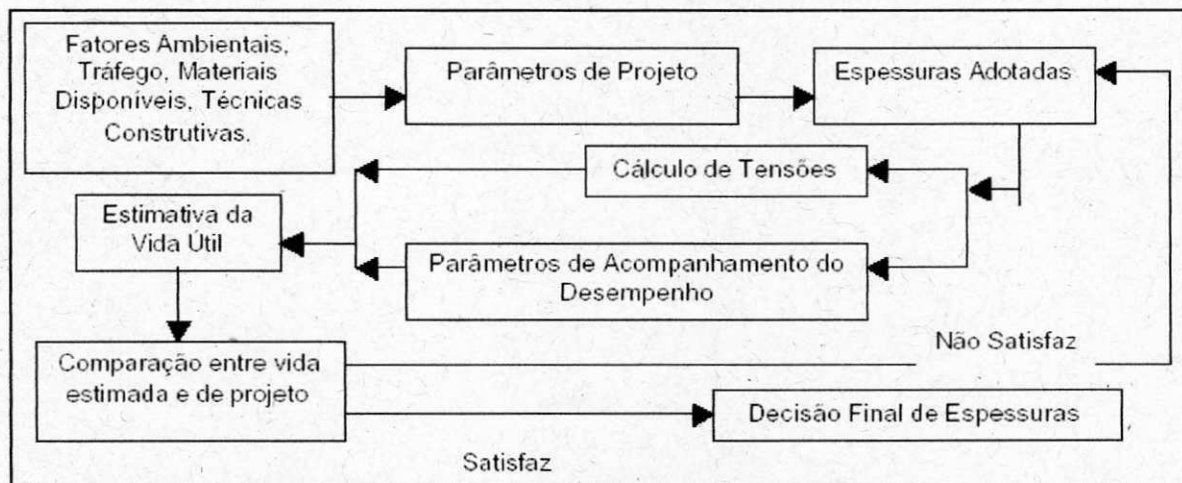 Fatores Ambientais,
Tráfego, Materiais
Disponíveis, Técnicas
Construtivas.
Parâmetros de Projeto
Espessuras Adotadas
Cálculo de Tensões
Estimativa da
Vida Útil
Parâmetros de Acompanhamento do
Desempenho
Não Satisfaz
Comparação entre vida
estimada e de projeto
Decisão Final de Espessuras
Satisfaz